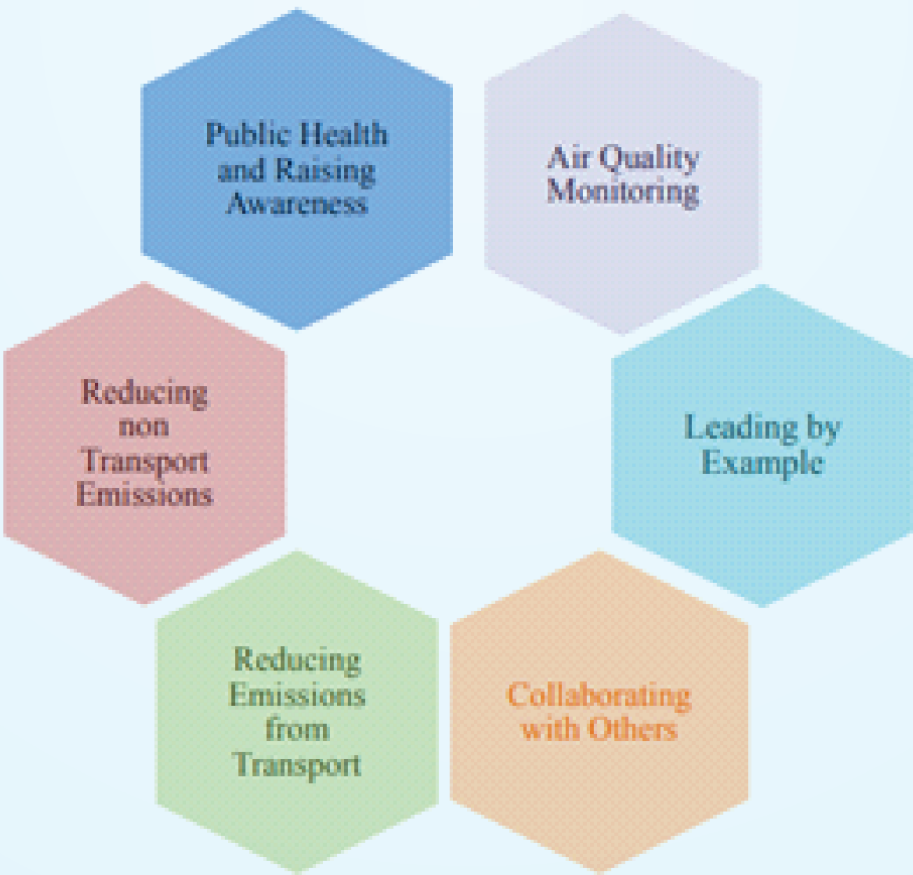 Public Health
and Raising
Awareness
Air Quality
Monitoring
Leading by
Example
Collaborating
with Others
Reducing
Emissions
from
Transport
Reducing
non
Transport
Emissions